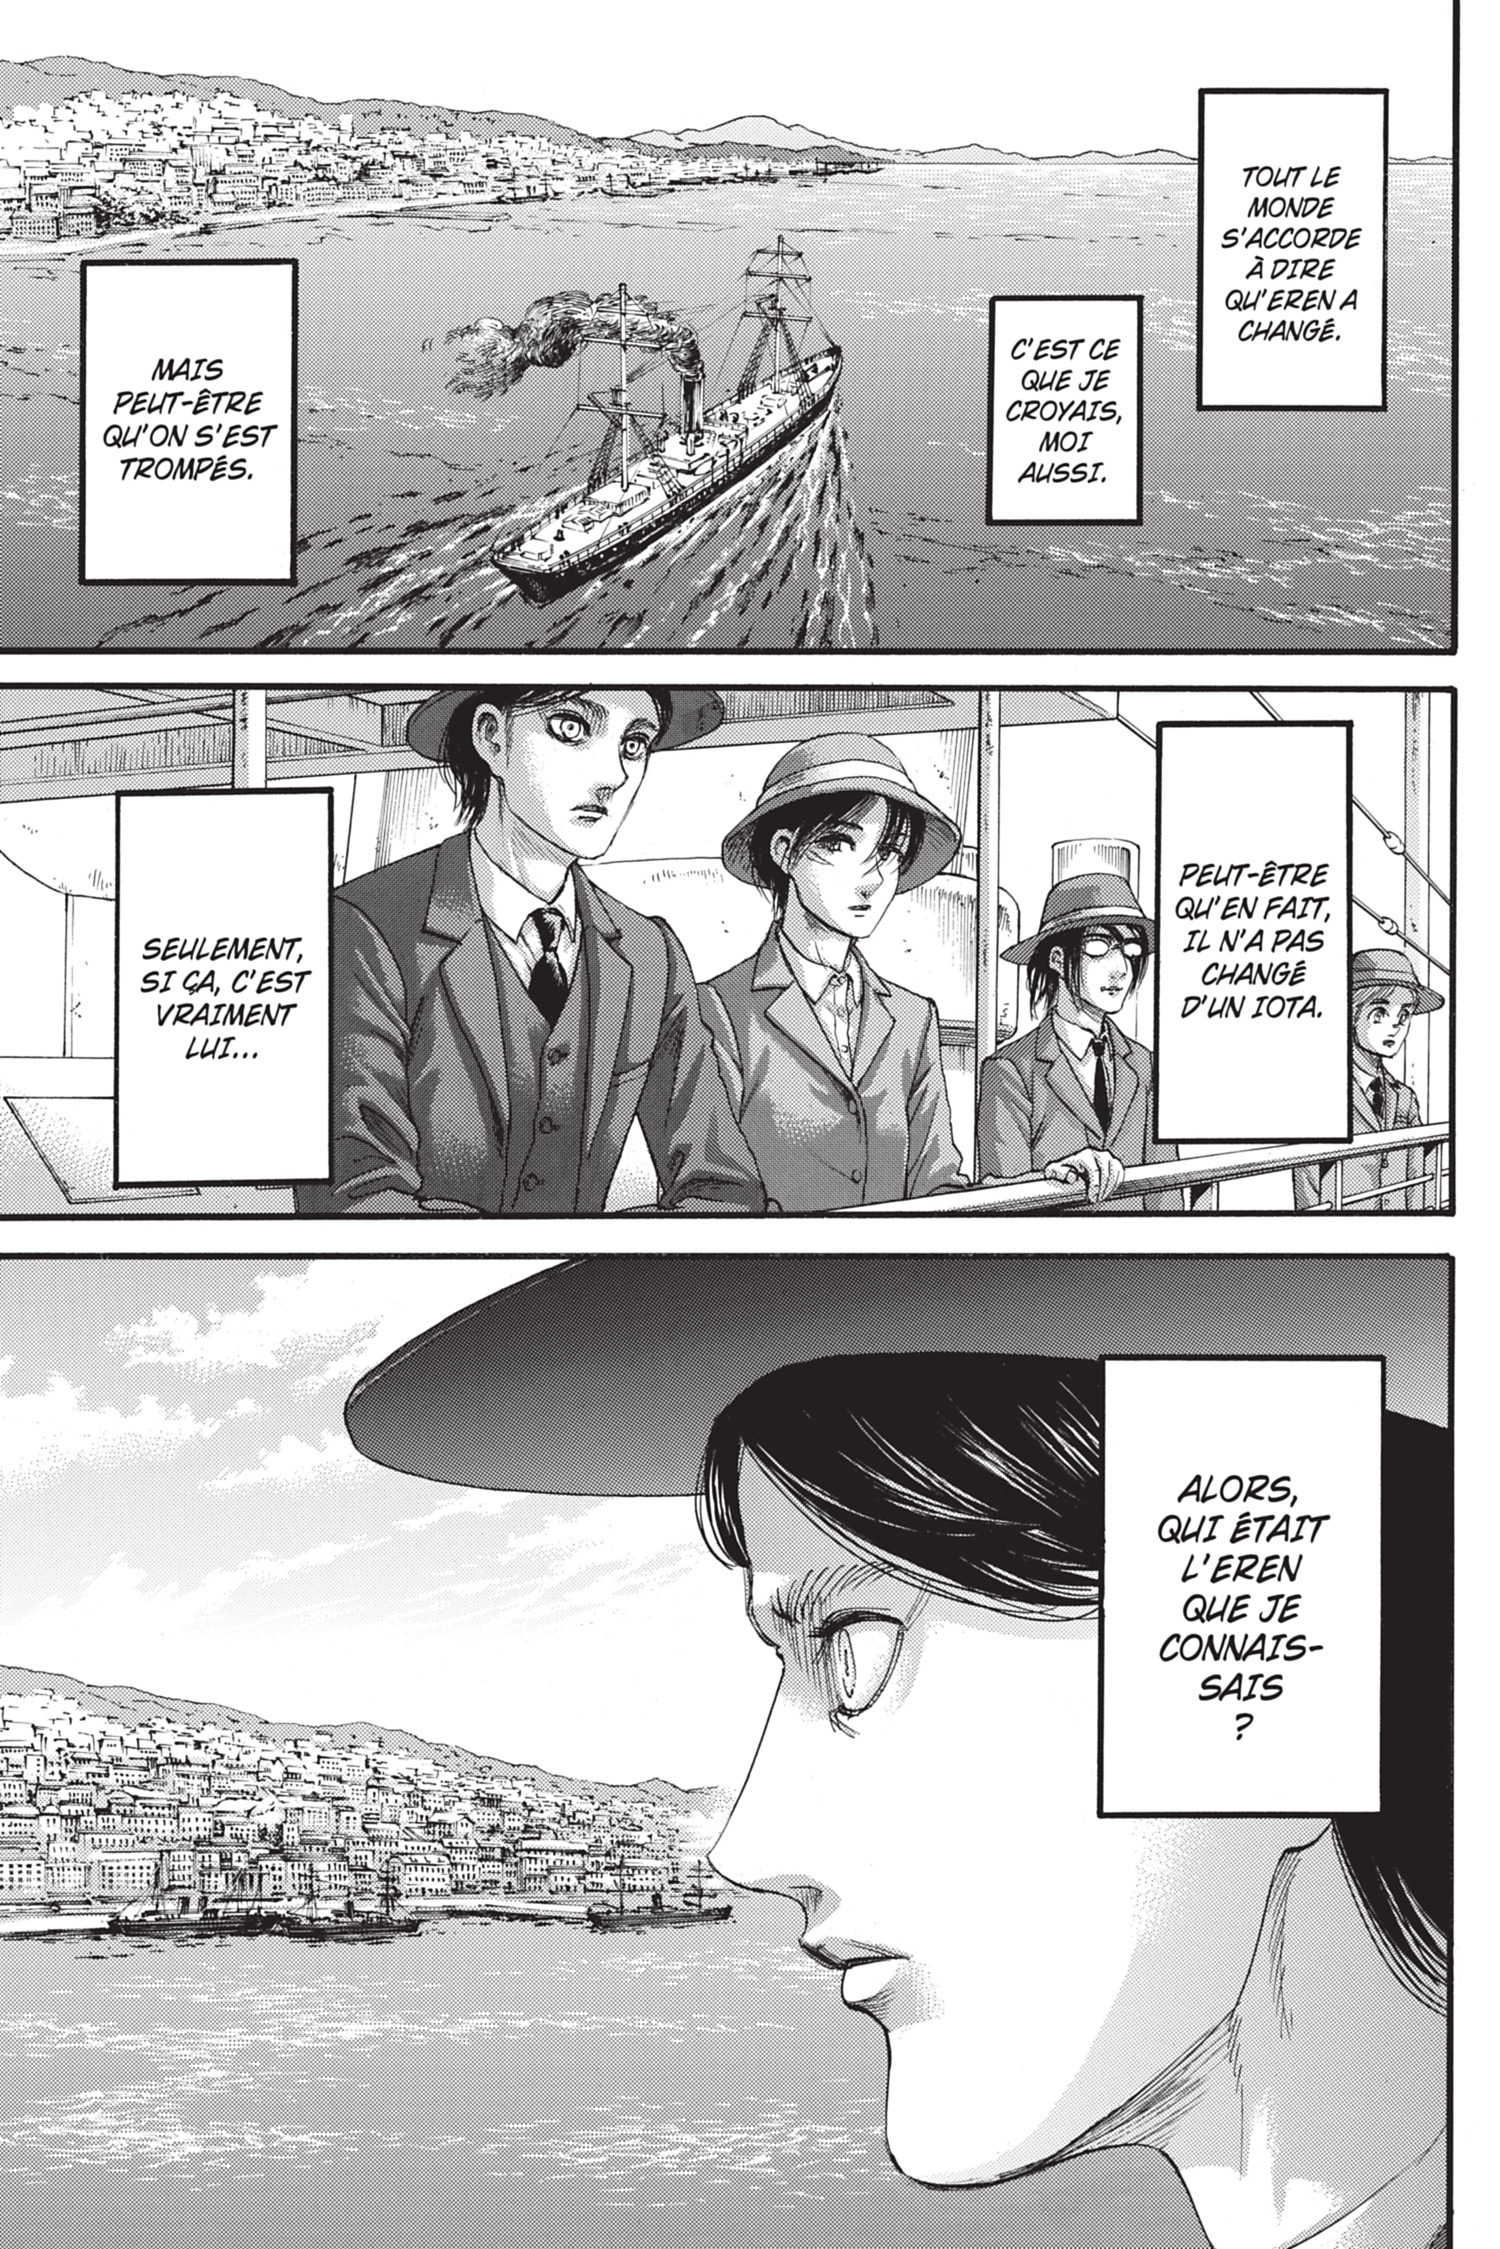 TOUT LE
MONDE
S'ACCORDE
À DIRE
QU'EREN A
CHANGÉ.
C'EST CE
QUE JE
CROYAIS,
MOI
AUSSI.
MAIS
PEUT-ÊTRE
QU'ON S'EST
TROMPÉS.
PEUT-ÊTRE
QU'EN FAIT,
IL N'A PAS
CHANGÉ
D'UN IOTA.
SEULEMENT,
SI ÇA, C'EST
VRAIMENT
LUI...
ALORS,
QUI ÉTAIT
L'EREN
QUE JE
CONNAIS-
SAIS
?